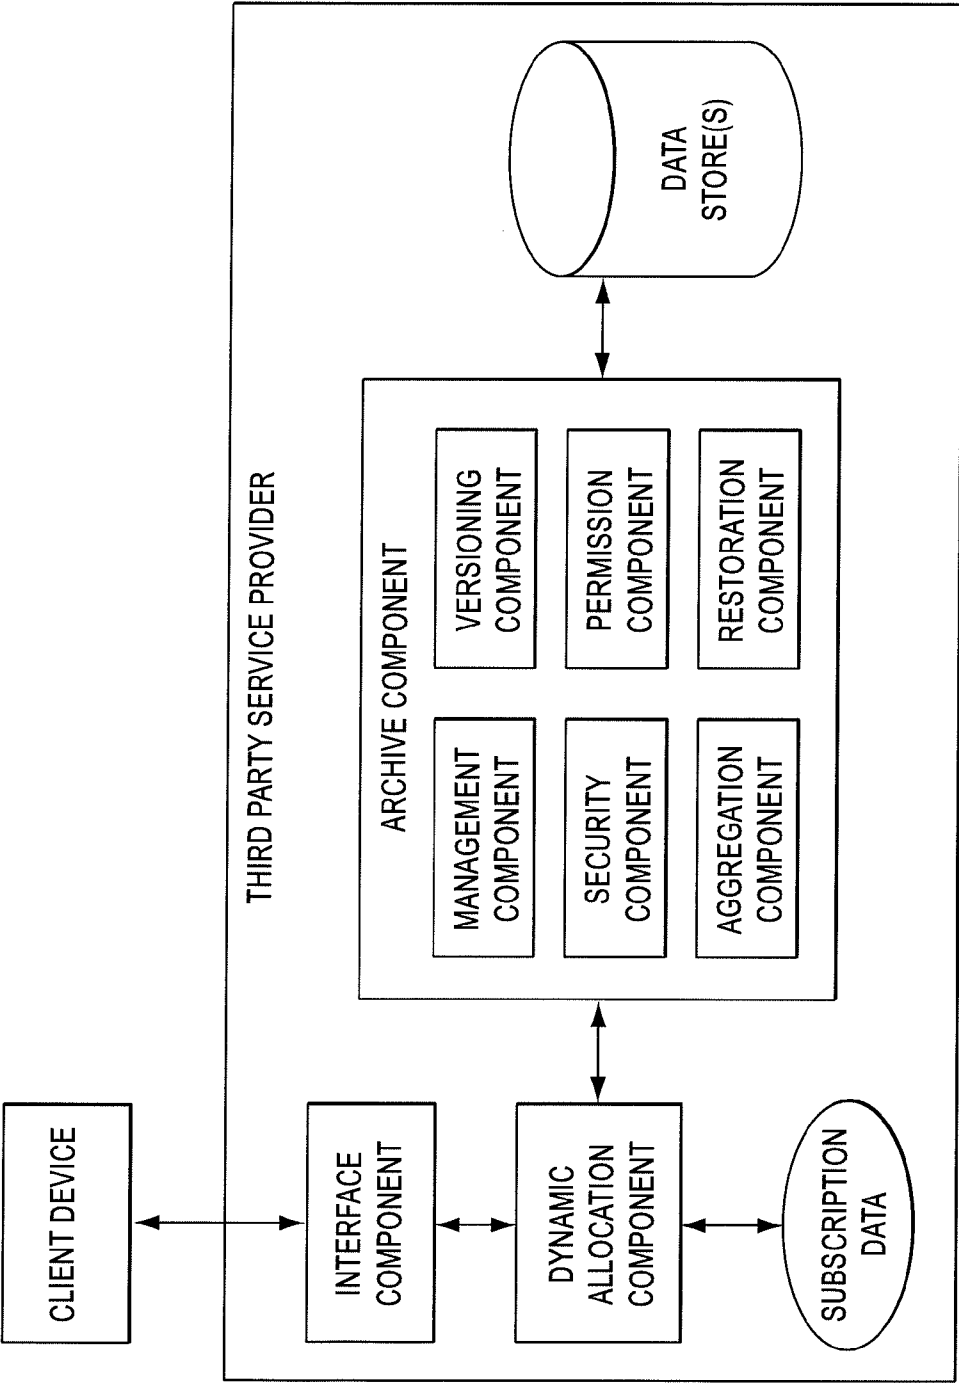 CLIENT DEVICE
THIRD PARTY SERVICE PROVIDER
INTERFACE
COMPONENT
DYNAMIC
ALLOCATION
COMPONENT
SUBSCRIPTION
DATA
ARCHIVE COMPONENT
MANAGEMENT
COMPONENT
VERSIONING
COMPONENT
SECURITY
COMPONENT
PERMISSION
COMPONENT
AGGREGATION
COMPONENT
RESTORATION
COMPONENT
DATA
STORE(S)